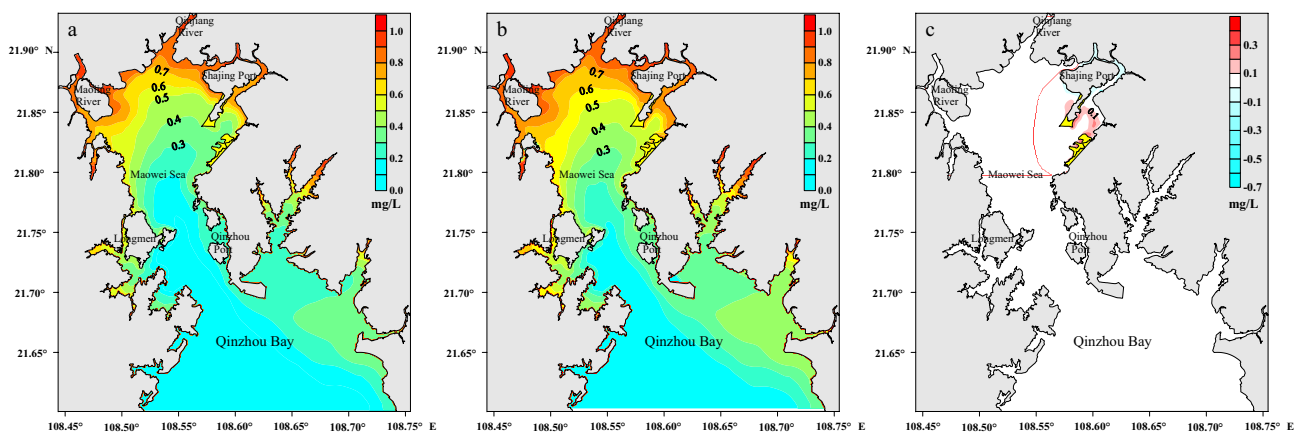 a
Qinjiang
River
21.90° N
Shajing Port
Maoling
River
21.85°
0.7
0.6
0.5
0.4
0.3
21.80°
Maowei Sea
21.75°
Longmen
Qinzhou
Port
21.70°
Qinzhou Bay
21.65°
108.45 108.50° 108.55° 108.60° 108.65° 108.70° 108.75° E
1.0
0.8
0.6
0.4
0.2
0.0
mg/L
b
Qinjiang
River
21.90° N
Shajing Port
Maoling
River
21.85°
0.7
0.6
0.5
0.4
0.3
21.80°
Maowei Sea
21.75°
Longmen
Qinzhou
Port
21.70°
Qinzhou Bay
21.65°
108.45 108.50° 108.55° 108.60° 108.65° 108.70° 108.75° E
1.0
0.8
0.6
0.4
0.2
0.0
mg/L
c
Qinjiang
River
21.90° N
Shajing Port
Maoling
River
21.85°
0.1
21.80°
Maowei Sea
21.75°
Longmen
Qinzhou
Port
21.70°
Qinzhou Bay
21.65°
108.45 108.50° 108.55° 108.60° 108.65° 108.70° 108.75° E
0.3
0.1
-0.1
-0.3
-0.5
-0.7
mg/L